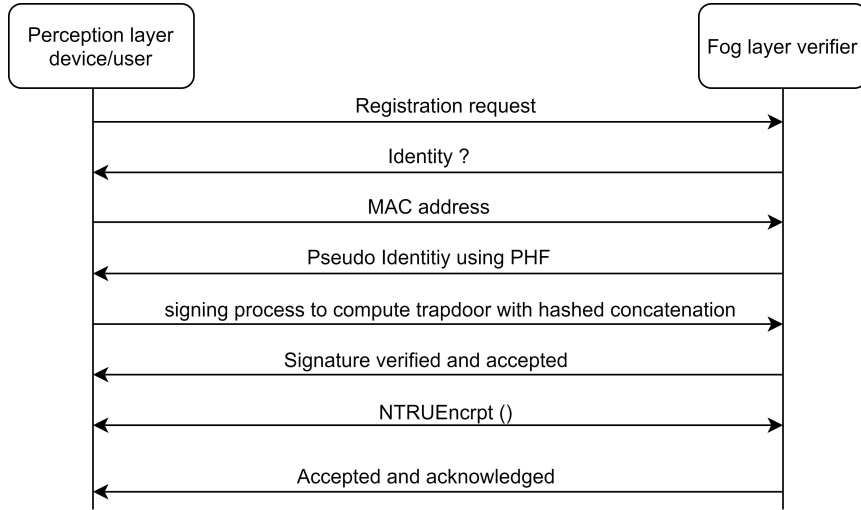 Perception layer
device/user
Fog layer verifier
Registration request
Identity ?
MAC address
Pseudo Identitiy using PHF
signing process to compute trapdoor with hashed concatenation
Signature verified and accepted
NTRUEncrpt ()
Accepted and acknowledged